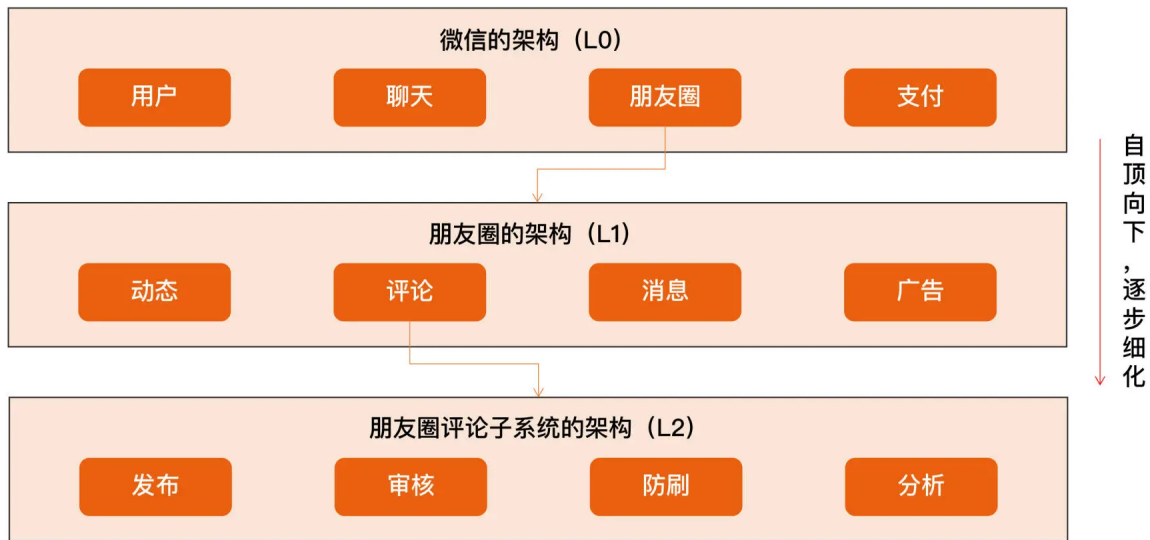 微信的架构（L0）
用户
聊天
朋友圈
支付
朋友圈的架构（L1）
动态
评论
消息
广告
朋友圈评论子系统的架构（L2）
发布
审核
防刷
分析
自顶向下，逐步细化